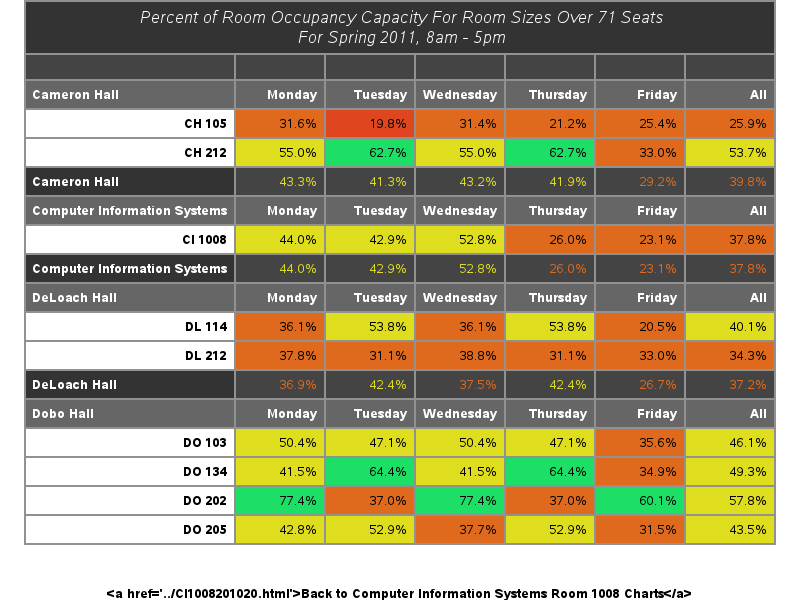 Percent of Room Occupancy Capacity For Room Sizes Over 71 Seats
For Spring 2011, 8am - 5pm
Cameron Hall Monday Tuesday Wednesday Thursday Friday All
CH 105 31.6% 19.8% 31.4% 21.2% 25.4% 25.9%
CH 212 55.0% 62.7% 55.0% 62.7% 33.0% 53.7%
Cameron Hall 43.3% 41.3% 43.2% 41.9% 29.2% 39.8%
Computer Information Systems Monday Tuesday Wednesday Thursday Friday All
CI 1008 44.0% 42.9% 52.8% 26.0% 23.1% 37.8%
Computer Information Systems 44.0% 42.9% 52.8% 26.0% 23.1% 37.8%
DeLoach Hall Monday Tuesday Wednesday Thursday Friday All
DL 114 36.1% 53.8% 36.1% 53.8% 20.5% 40.1%
DL 212 37.8% 31.1% 38.8% 31.1% 33.0% 34.3%
DeLoach Hall 36.9% 42.4% 37.5% 42.4% 26.7% 37.2%
Dobo Hall Monday Tuesday Wednesday Thursday Friday All
DO 103 50.4% 47.1% 50.4% 47.1% 35.6% 46.1%
DO 134 41.5% 64.4% 41.5% 64.4% 34.9% 49.3%
DO 202 77.4% 37.0% 77.4% 37.0% 60.1% 57.8%
DO 205 42.8% 52.9% 37.7% 52.9% 31.5% 43.5%
&lt;a href='../CI1008201020.html'&gt;Back to Computer Information Systems Room 1008 Charts&lt;/a&gt;